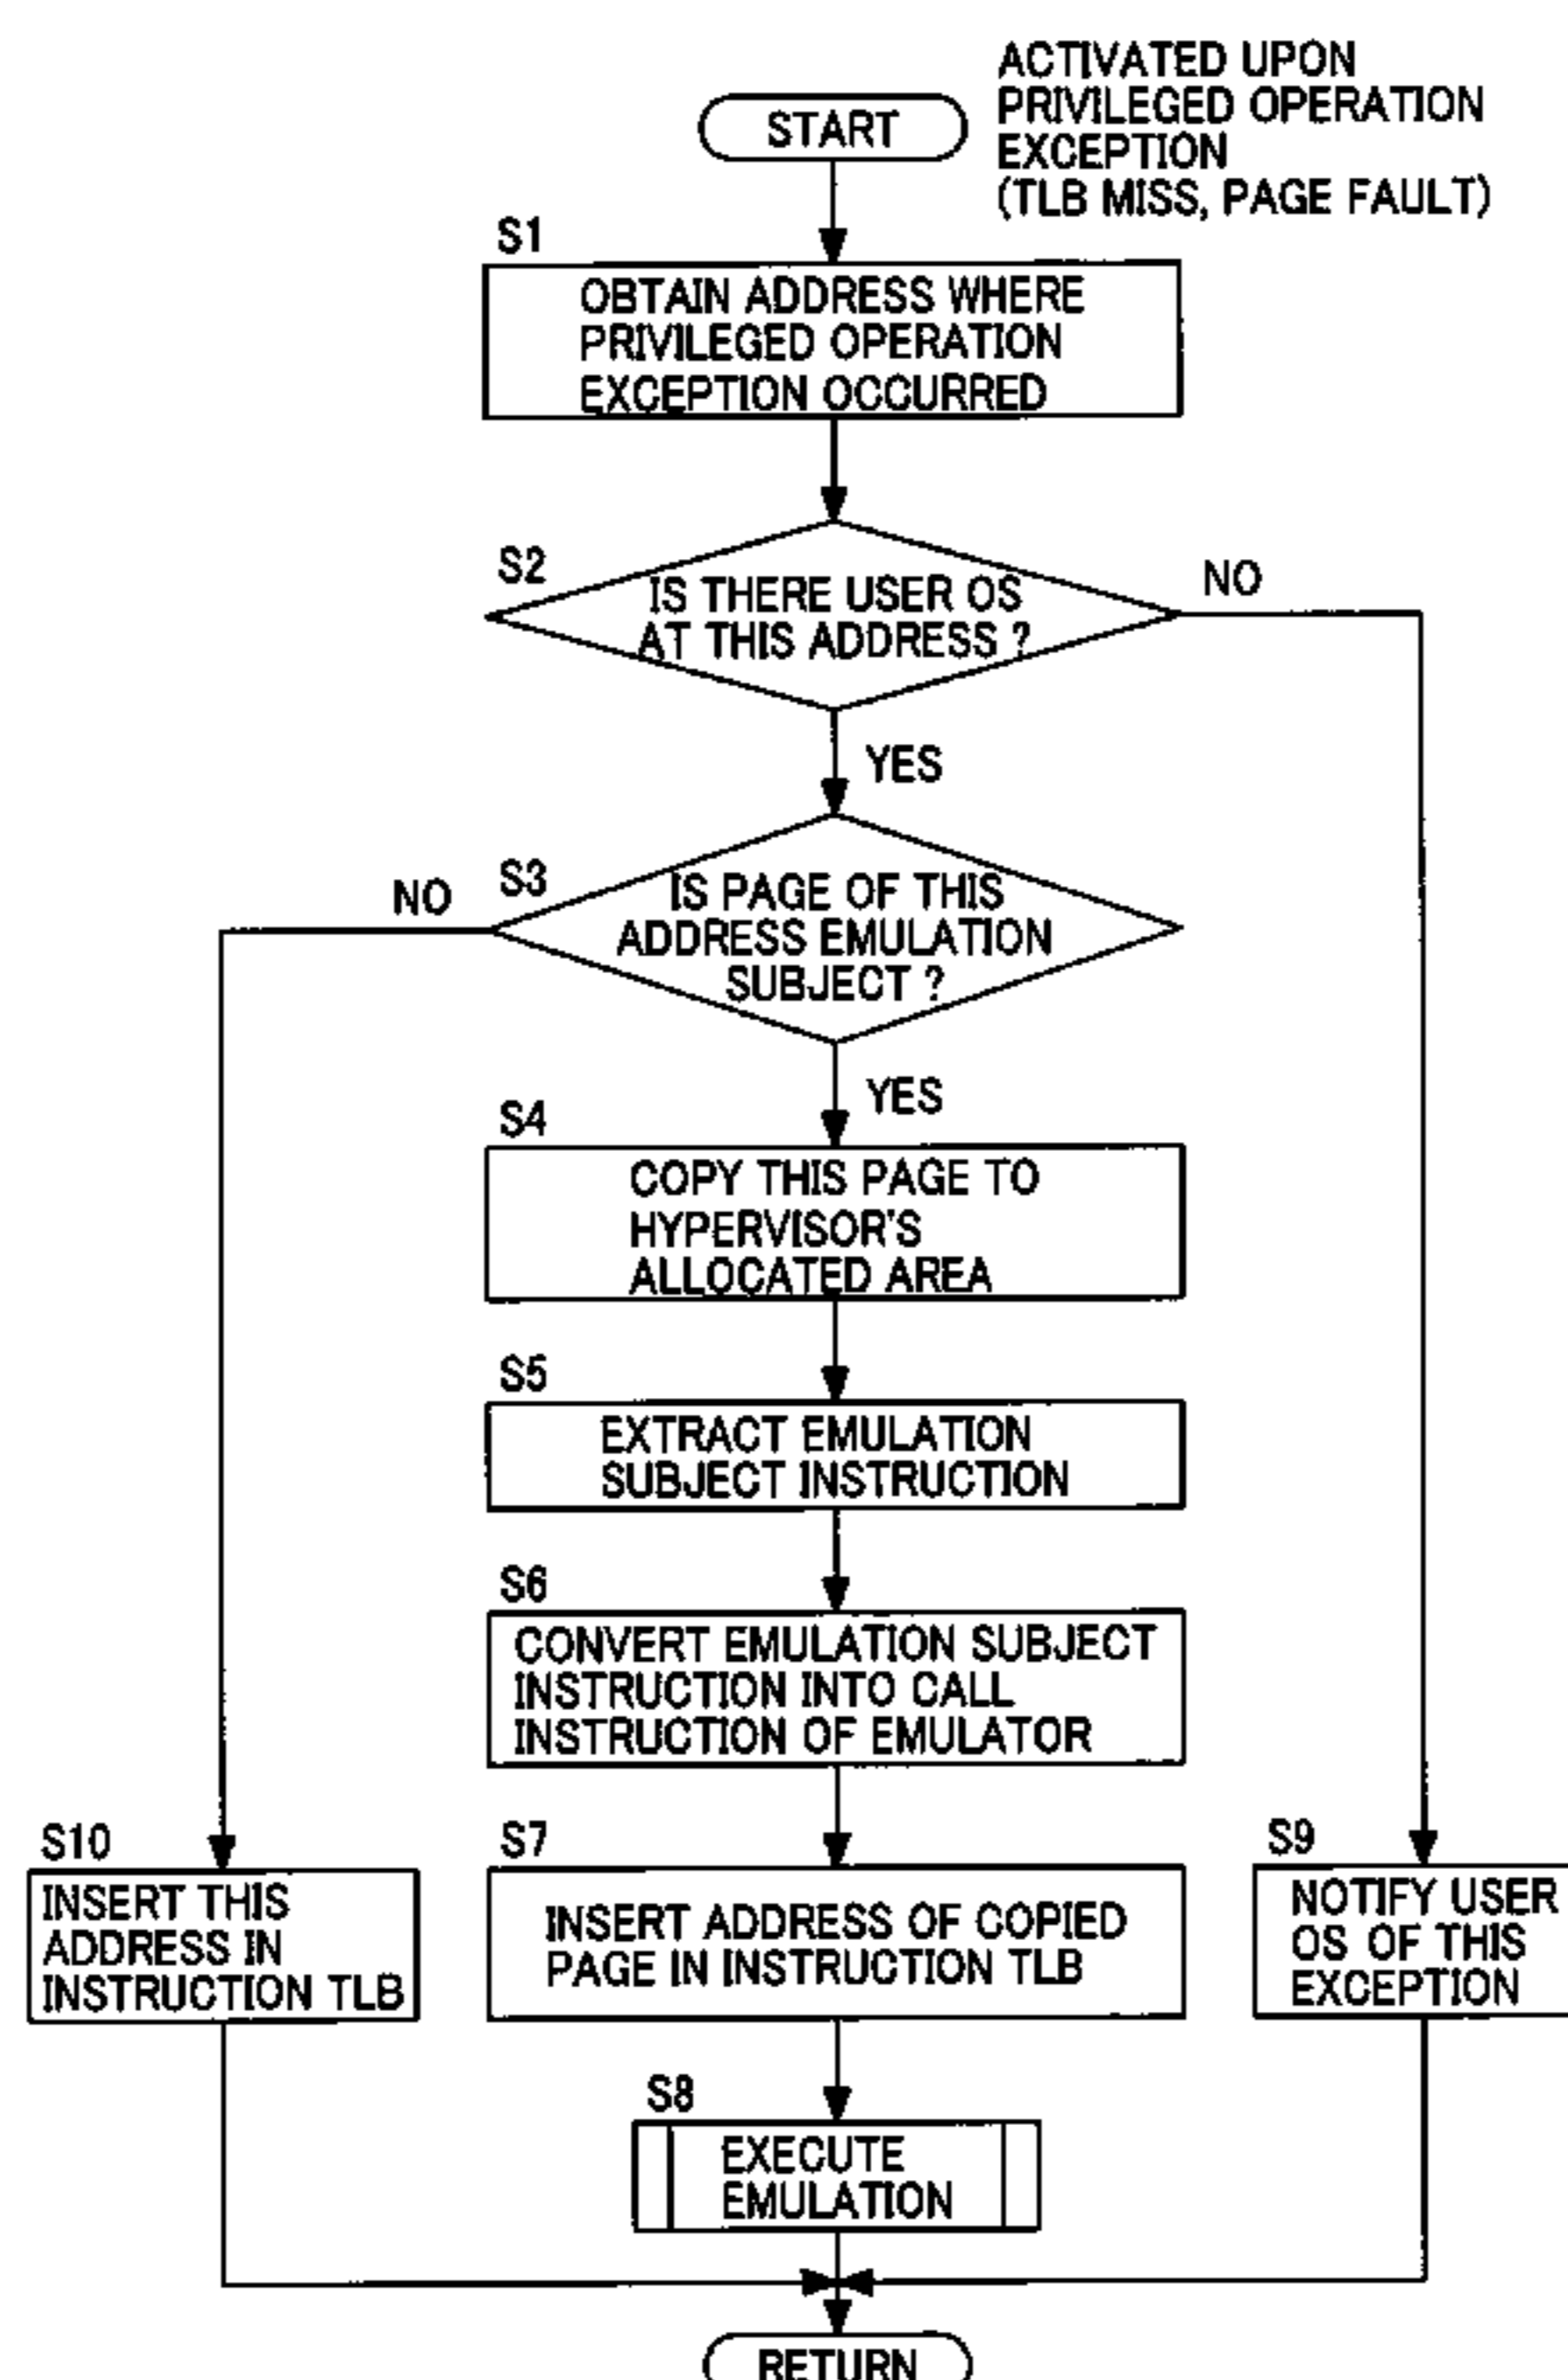 START
ACTIVATED UPON
PRIVILEGED OPERATION
EXCEPTION
(TLB MISS, PAGE FAULT)
S1
OBTAIN ADDRESS WHERE
PRIVILEGED OPERATION
EXCEPTION OCCURRED
S2
IS THERE USER OS
AT THIS ADDRESS ?
NO
YES
S3
NO
IS PAGE OF THIS
ADDRESS EMULATION
SUBJECT ?
YES
S4
COPY THIS PAGE TO
HYPERVISOR'S
ALLOCATED AREA
S5
EXTRACT EMULATION
SUBJECT INSTRUCTION
S6
CONVERT EMULATION SUBJECT
INSTRUCTION INTO CALL
INSTRUCTION OF EMULATOR
S10
INSERT THIS
ADDRESS IN
INSTRUCTION TLB
S7
INSERT ADDRESS OF COPIED
PAGE IN INSTRUCTION TLB
S9
NOTIFY USER
OS OF THIS
EXCEPTION
S8
EXECUTE
EMULATION
RETURN